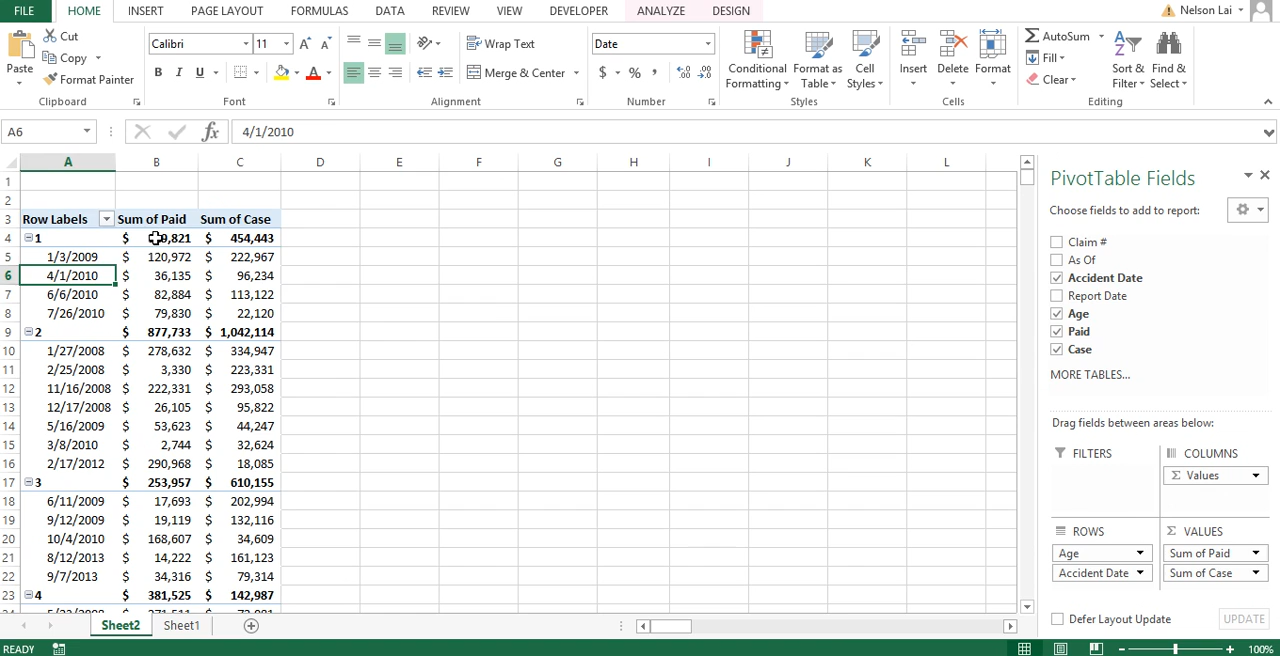 FILE HOME INSERT PAGE LAYOUT FORMULAS DATA REVIEW VIEW DEVELOPER ANALYZE DESIGN Nelson Lai
Paste Cut Copy Format Painter Clipboard
Calibri 11 B I U A Font
Wrap Text Merge & Center Alignment
Date $ % , Number
Conditional Formatting Format as Table Cell Styles Styles
Insert Delete Format Cells
AutoSum Fill Clear Sort & Filter Find & Select Editing
A6 fx 4/1/2010
A B C D E F G H I J K L
1
2
3 Row Labels Sum of Paid Sum of Case
4 1 $ 9,821 $ 454,443
5 1/3/2009 $ 120,972 $ 222,967
6 4/1/2010 $ 36,135 $ 96,234
7 6/6/2010 $ 82,884 $ 113,122
8 7/26/2010 $ 79,830 $ 22,120
9 2 $ 877,733 $ 1,042,114
10 1/27/2008 $ 278,632 $ 334,947
11 2/25/2008 $ 3,330 $ 223,331
12 11/16/2008 $ 222,331 $ 293,058
13 12/17/2008 $ 26,105 $ 95,822
14 5/16/2009 $ 53,623 $ 44,247
15 3/8/2010 $ 2,744 $ 32,624
16 2/17/2012 $ 290,968 $ 18,085
17 3 $ 253,957 $ 610,155
18 6/11/2009 $ 17,693 $ 202,994
19 9/12/2009 $ 19,119 $ 132,116
20 10/4/2010 $ 168,607 $ 34,609
21 8/12/2013 $ 14,222 $ 161,123
22 9/7/2013 $ 34,316 $ 79,314
23 4 $ 381,525 $ 142,987
Sheet2 Sheet1
READY 100%
PivotTable Fields
Choose fields to add to report:
Claim #
As Of
Accident Date
Report Date
Age
Paid
Case
MORE TABLES...
Drag fields between areas below:
FILTERS COLUMNS
Σ Values
ROWS Σ VALUES
Age Sum of Paid
Accident Date Sum of Case
Defer Layout Update UPDATE